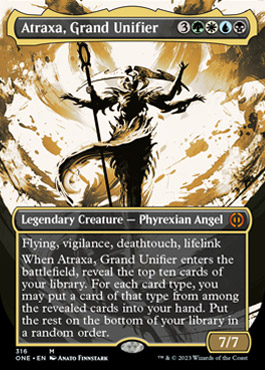 Atraxa, Grand Unifier 3
Legendary Creature — Phyrexian Angel
Flying, vigilance, deathtouch, lifelink
When Atraxa, Grand Unifier enters the
battlefield, reveal the top ten cards of
your library. For each card type, you
may put a card of that type from among
the revealed cards into your hand. Put
the rest on the bottom of your library in
a random order.
7/7
316 M
ONE • EN ANATO FINNSTARK
™ & © 2023 Wizards of the Coast